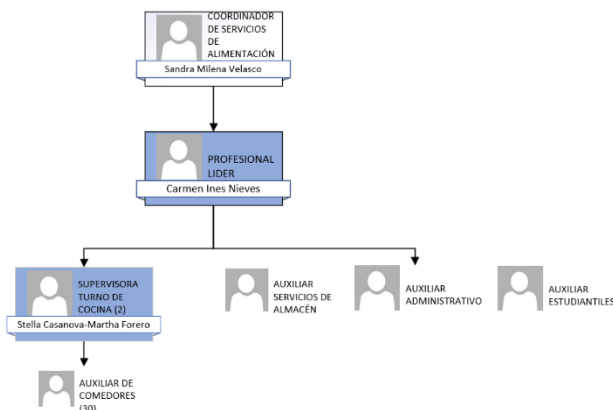 COORDINADOR
DE SERVICIOS
DE
ALIMENTACIÓN
Sandra Milena Velasco
PROFESIONAL
LIDER
Carmen Ines Nieves
SUPERVISORA
TURNO DE
COCINA (2)
Stella Casanova-Martha Forero
AUXILIAR
SERVICIOS DE
ALMACÉN
AUXILIAR
ADMINISTRATIVO
AUXILIAR
ESTUDIANTILES
AUXILIAR DE
COMEDORES
(30)